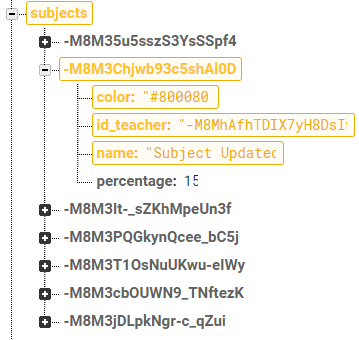 subjects
-M8M35u5sszS3YsSSpf4
-M8M3Chjwb93c5shAl0D
color: "#800080
id_teacher: "-M8MhAfhTDIX7yH8DsI
name: "Subject Updated
percentage: 15
-M8M3It-_sZKhMpeUn3f
-M8M3PQGkynQcee_bC5j
-M8M3T1OsNuUKwu-elWy
-M8M3cbOUWN9_TNftezK
-M8M3jDLpkNgr-c_qZui